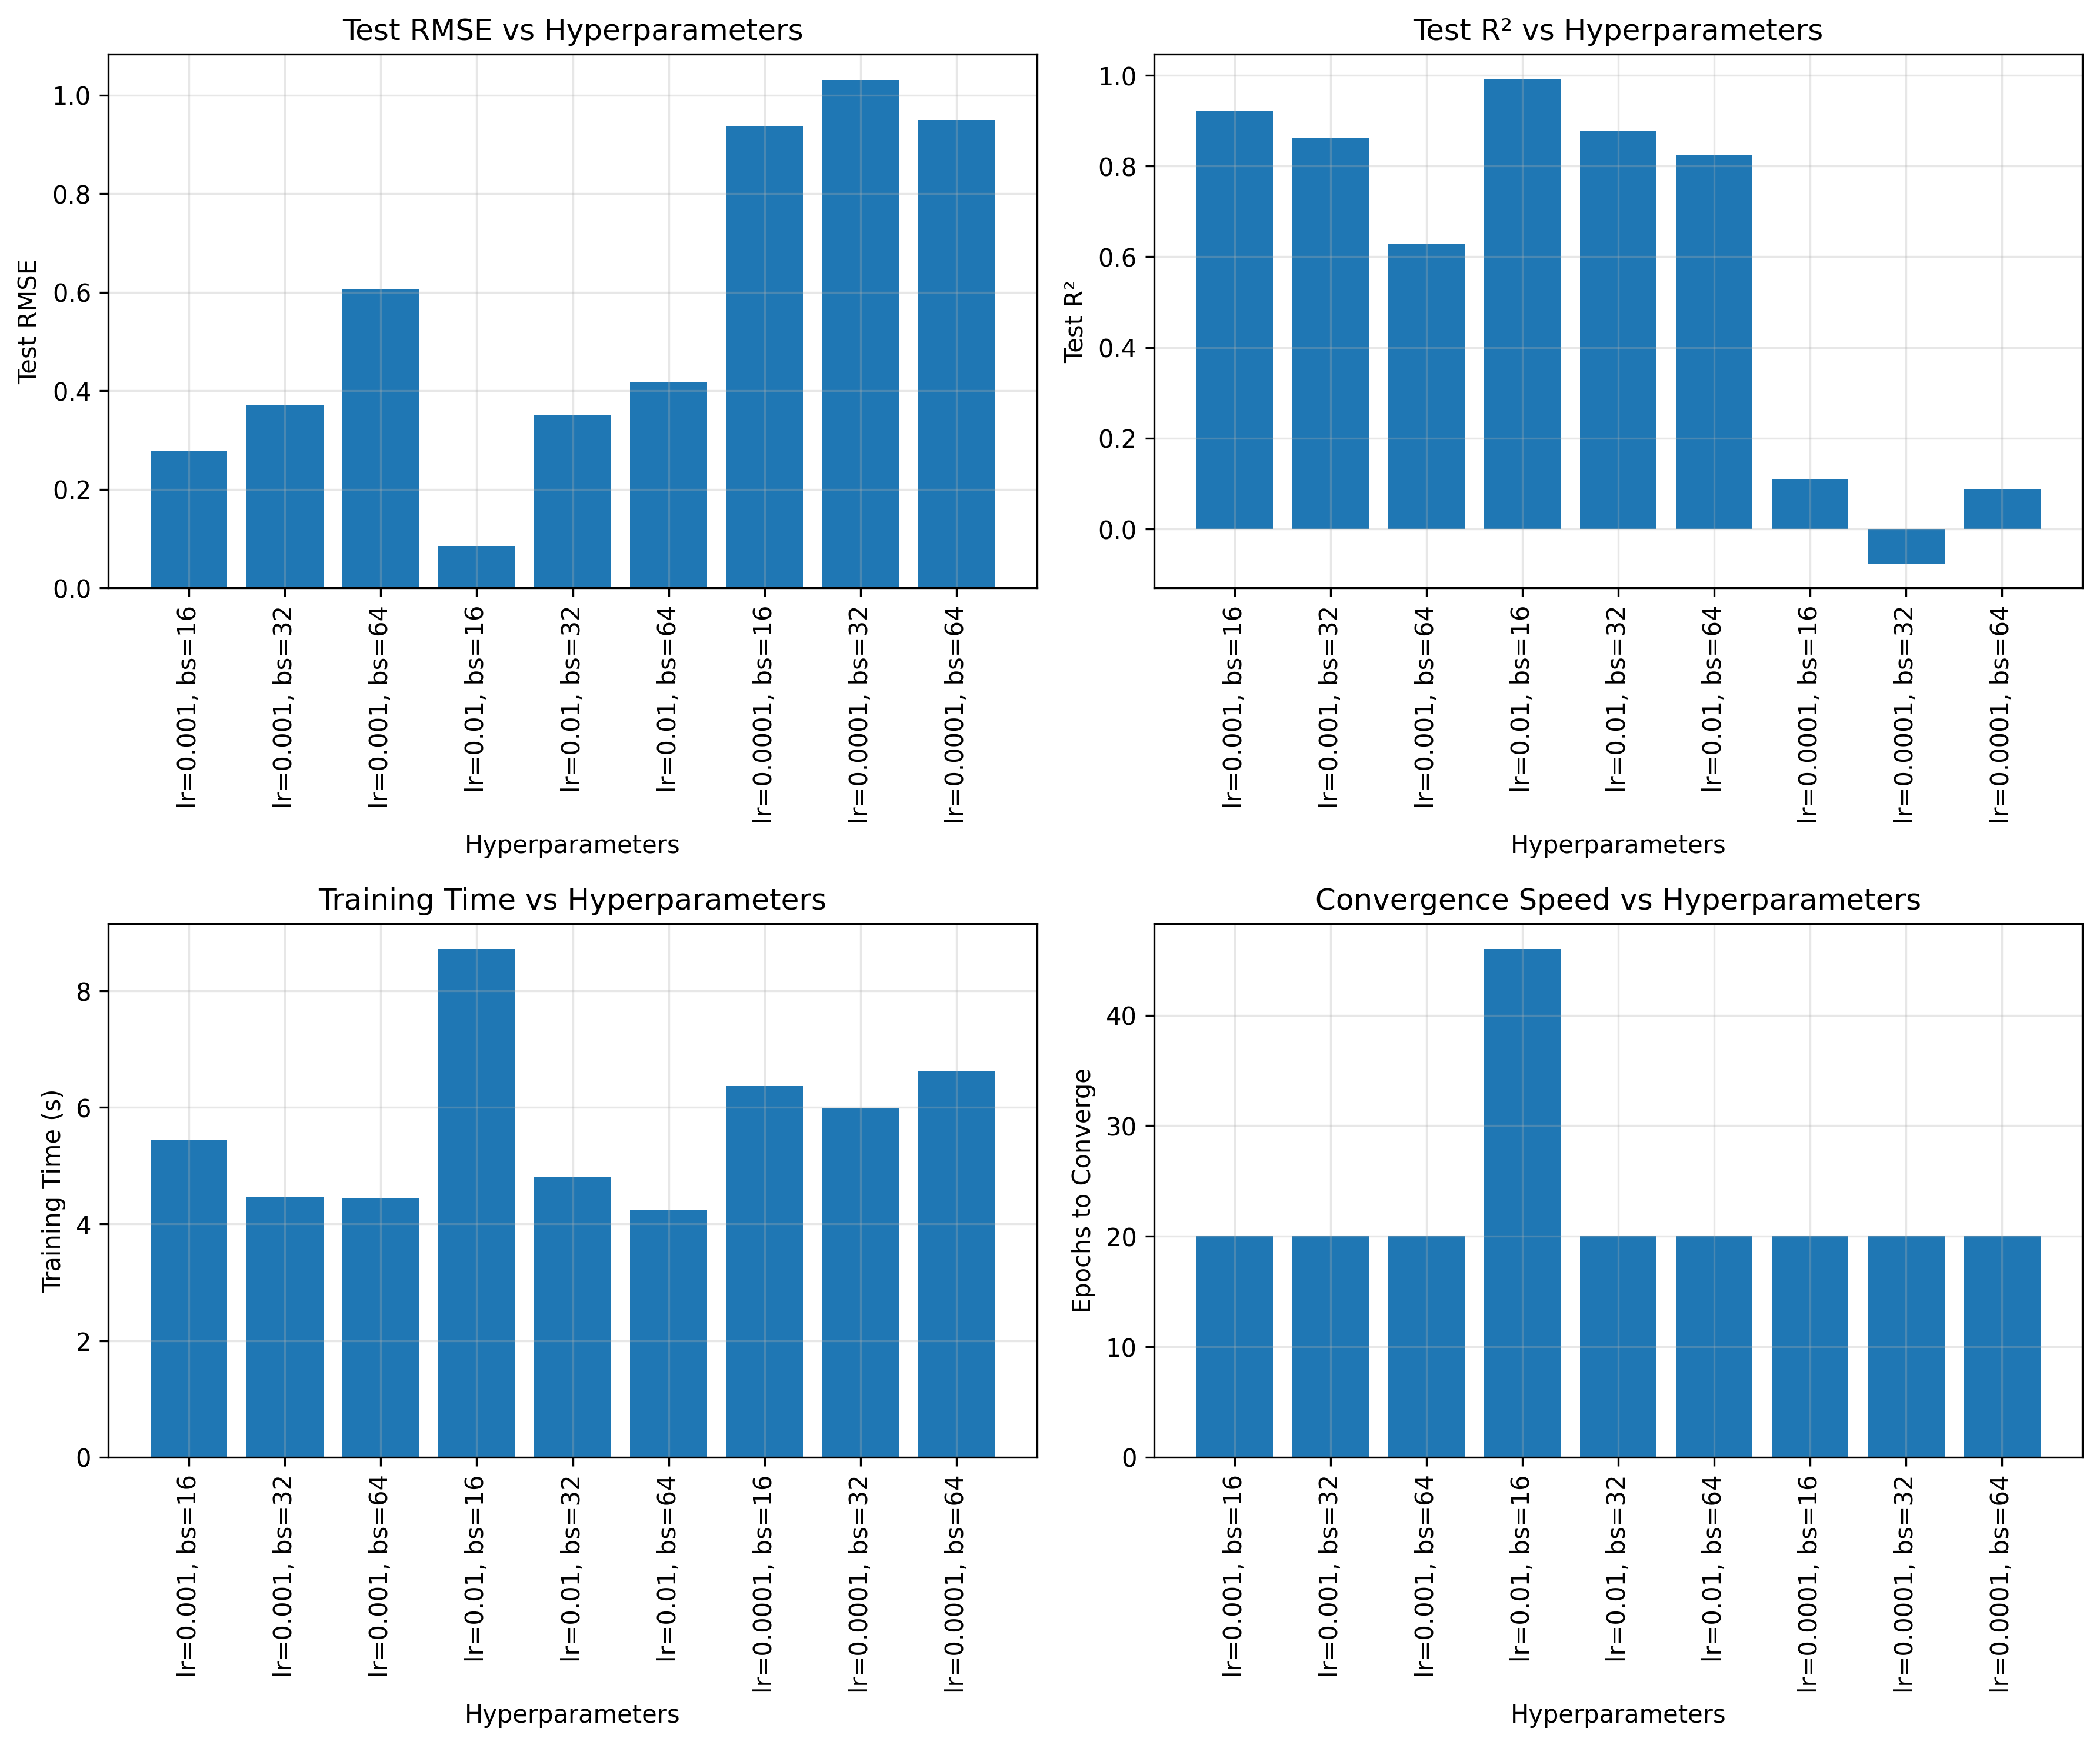 Test RMSE vs Hyperparameters
Test RMSE
1.0
0.8
0.6
0.4
0.2
0.0
lr=0.001, bs=16
lr=0.001, bs=32
lr=0.001, bs=64
lr=0.01, bs=16
lr=0.01, bs=32
lr=0.01, bs=64
lr=0.0001, bs=16
lr=0.0001, bs=32
lr=0.0001, bs=64
Hyperparameters
Test R² vs Hyperparameters
Test R²
1.0
0.8
0.6
0.4
0.2
0.0
lr=0.001, bs=16
lr=0.001, bs=32
lr=0.001, bs=64
lr=0.01, bs=16
lr=0.01, bs=32
lr=0.01, bs=64
lr=0.0001, bs=16
lr=0.0001, bs=32
lr=0.0001, bs=64
Hyperparameters
Training Time vs Hyperparameters
Training Time (s)
8
6
4
2
0
lr=0.001, bs=16
lr=0.001, bs=32
lr=0.001, bs=64
lr=0.01, bs=16
lr=0.01, bs=32
lr=0.01, bs=64
lr=0.0001, bs=16
lr=0.0001, bs=32
lr=0.0001, bs=64
Hyperparameters
Convergence Speed vs Hyperparameters
Epochs to Converge
40
30
20
10
0
lr=0.001, bs=16
lr=0.001, bs=32
lr=0.001, bs=64
lr=0.01, bs=16
lr=0.01, bs=32
lr=0.01, bs=64
lr=0.0001, bs=16
lr=0.0001, bs=32
lr=0.0001, bs=64
Hyperparameters